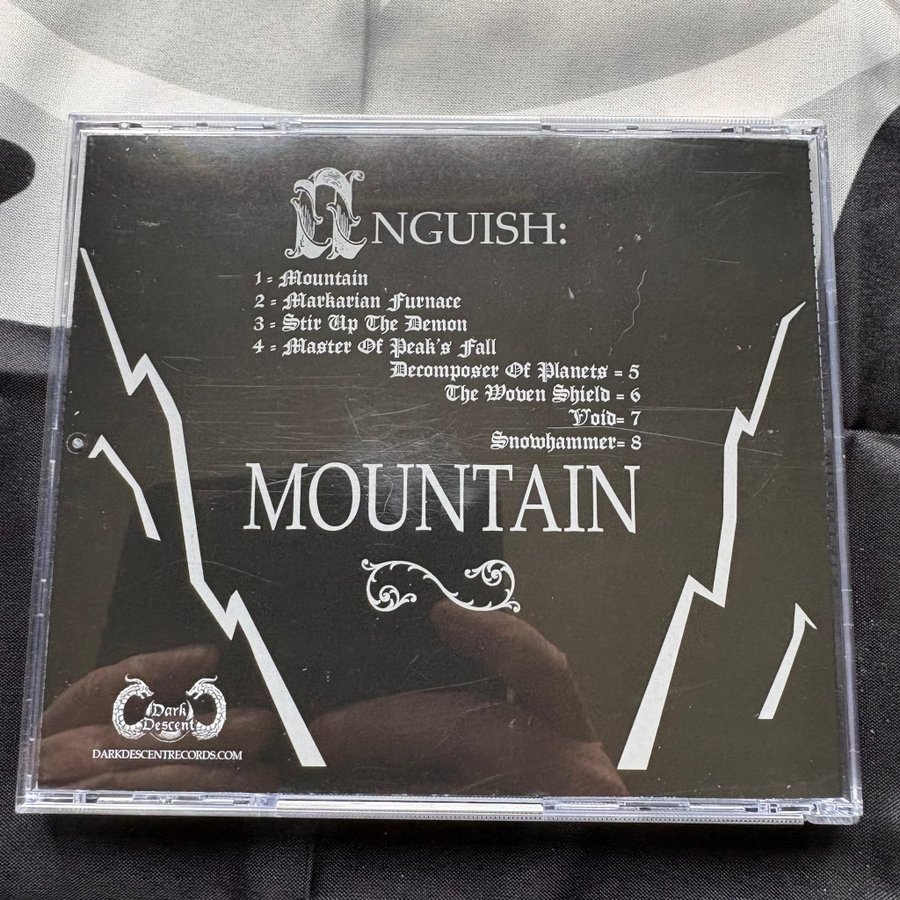 ANGUISH:
1 = Mountain
2 = Markarian Furnace
3 = Stir Up The Demon
4 = Master Of Peak's Fall
Decomposer Of Planets = 5
The Woven Shield = 6
Void= 7
Snowhammer= 8
MOUNTAIN
Dark
Descent
DARKDESCENTRECORDS.COM